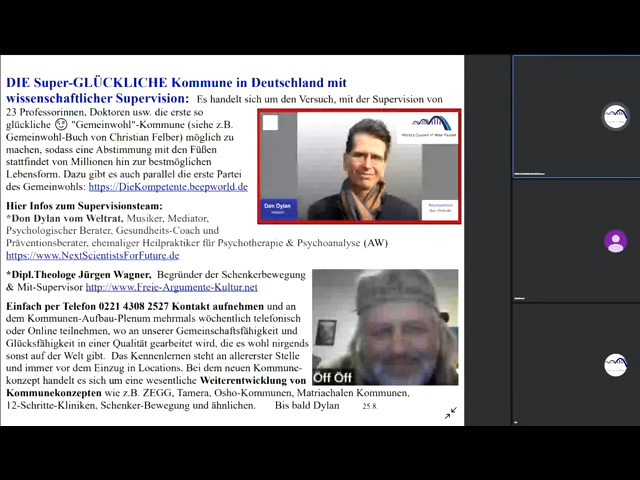 DIE Super-GLÜCKLICHE Kommune in Deutschland mit
wissenschaftlicher Supervision: Es handelt sich um den Versuch, mit der Supervision von
23 Professorinnen, Doktoren usw. die erste so
glückliche 😉 "Gemeinwohl"-Kommune (siehe z.B.
Gemeinwohl-Buch von Christian Felber) möglich zu
machen, sodass eine Abstimmung mit den Füßen
stattfindet von Millionen hin zur bestmöglichen
Lebensform. Dazu gibt es auch parallel die erste Partei
des Gemeinwohls: https://DieKompetente.beepworld.de
Don Dylan
Hier Infos zum Supervisionsteam:
*Don Dylan vom Weltrat, Musiker, Mediator,
Psychologischer Berater, Gesundheits-Coach und
Präventionsberater, ehemaliger Heilpraktiker für Psychotherapie & Psychoanalyse (AW)
https://www.NextScientistsForFuture.de
*Dipl.Theologe Jürgen Wagner, Begründer der Schenkerbewegung
& Mit-Supervisor http://www.Freie-Argumente-Kultur.net
Einfach per Telefon 0221 4308 2527 Kontakt aufnehmen und an
dem Kommunen-Aufbau-Plenum mehrmals wöchentlich telefonisch
oder Online teilnehmen, wo an unserer Gemeinschaftsfähigkeit und
Glücksfähigkeit in einer Qualität gearbeitet wird, die es wohl nirgends
sonst auf der Welt gibt. Das Kennenlernen steht an allererster Stelle
und immer vor dem Einzug in Locations. Bei dem neuen Kommune-
konzept handelt es sich um eine wesentliche Weiterentwicklung von
Kommunekonzepten wie z.B. ZEGG, Tamera, Osho-Kommunen, Matriachalen Kommunen,
12-Schritte-Kliniken, Schenker-Bewegung und ähnlichen. Bis bald Dylan 25.8.
Öff Öff